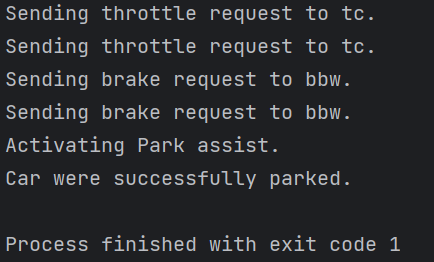 Sending throttle request to tc.
Sending throttle request to tc.
Sending brake request to bbw.
Sending brake request to bbw.
Activating Park assist.
Car were successfully parked.
Process finished with exit code 1